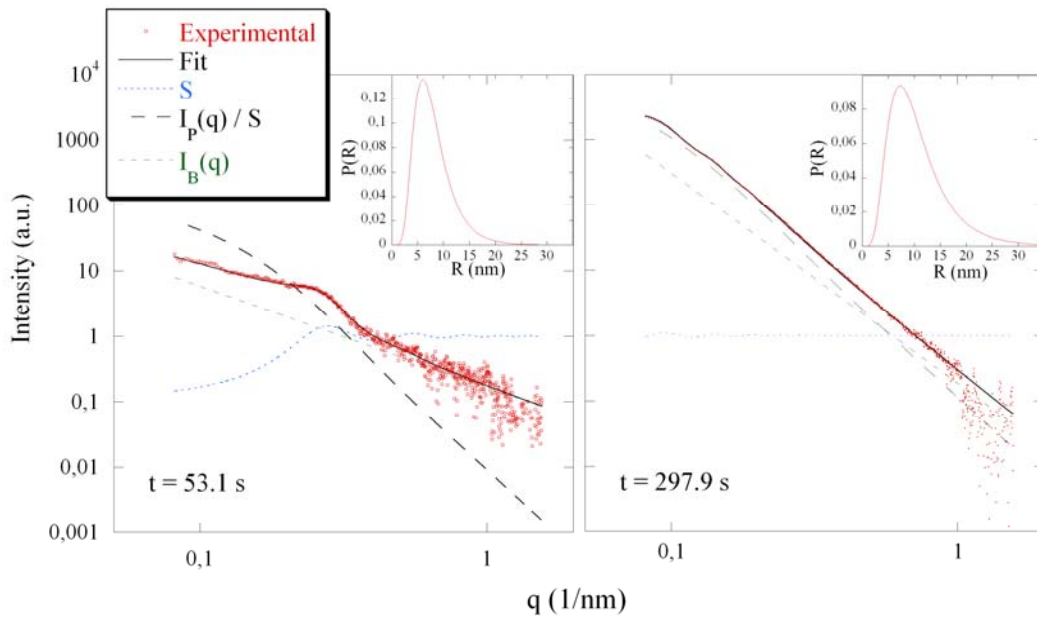 Experimental
Fit
S
I_P(q) / S
I_B(q)
10^4
1000
100
10
1
0,1
0,01
0,001
Intensity (a.u.)
0,12
0,1
0,08
0,04
0,02
0
P(R)
0 5 10 15 20 25 30
R (nm)
t = 53.1 s
0,1 1
0,08
0,06
0,04
0,02
0
P(R)
0 5 10 15 20 25 30
R (nm)
t = 297.9 s
0,1 1
q (1/nm)